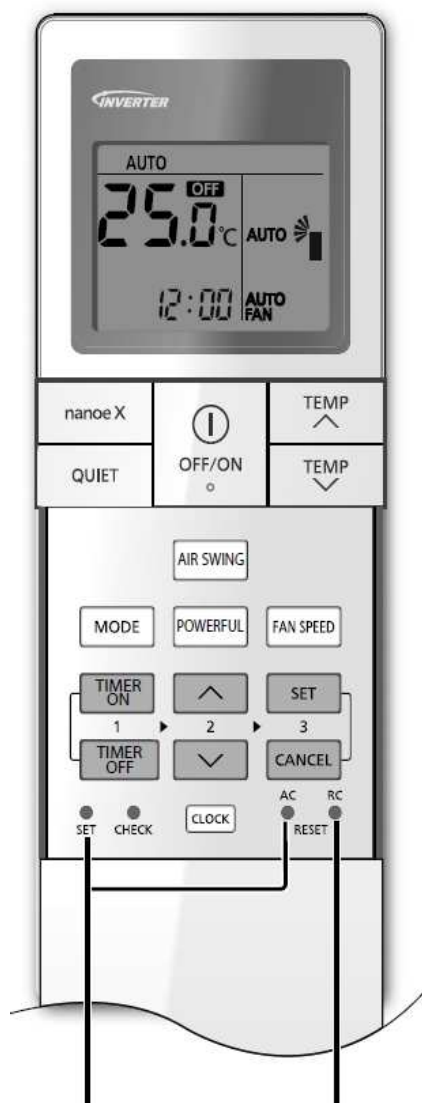 INVERTER
AUTO
25.0°C OFF
AUTO
12:00 AUTO FAN
nanoe X
OFF/ON
TEMP
QUIET
TEMP
AIR SWING
MODE POWERFUL FAN SPEED
TIMER ON
SET
1 2 3
TIMER OFF
CANCEL
AC RC
SET CHECK CLOCK RESET